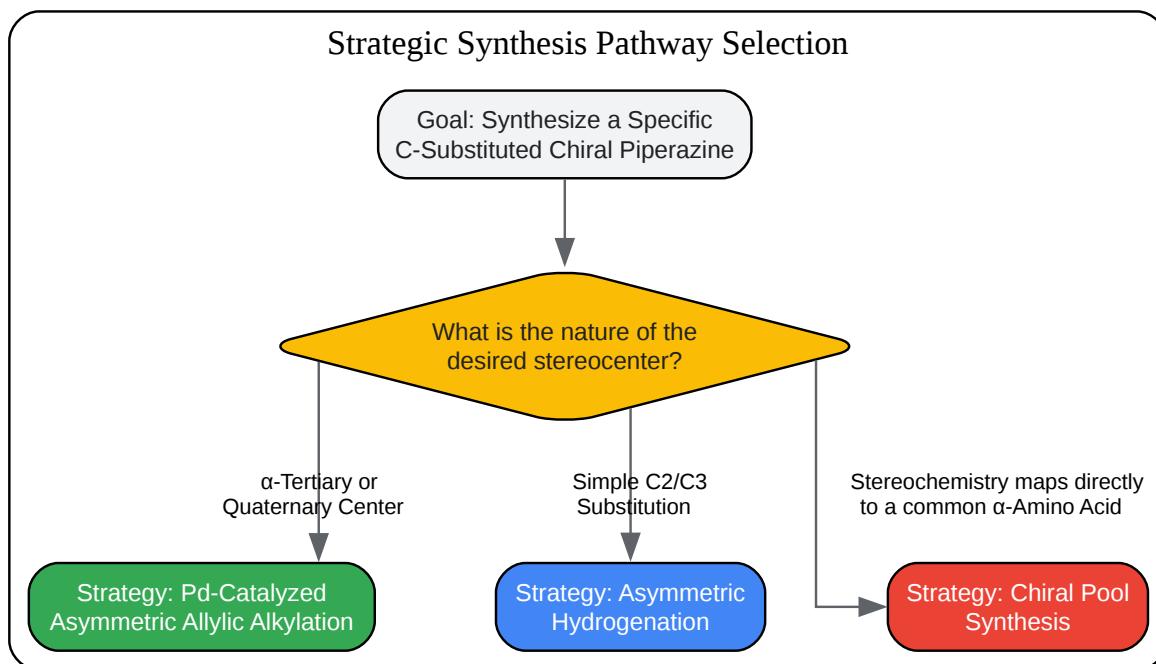 Strategic Synthesis Pathway Selection
Goal: Synthesize a Specific
C-Substituted Chiral Piperazine
What is the nature of the
desired stereocenter?
α-Tertiary or
Quaternary Center
Simple C2/C3
Substitution
Stereochemistry maps directly
to a common α-Amino Acid
Strategy: Pd-Catalyzed
Asymmetric Allylic Alkylation
Strategy: Asymmetric
Hydrogenation
Strategy: Chiral Pool
Synthesis